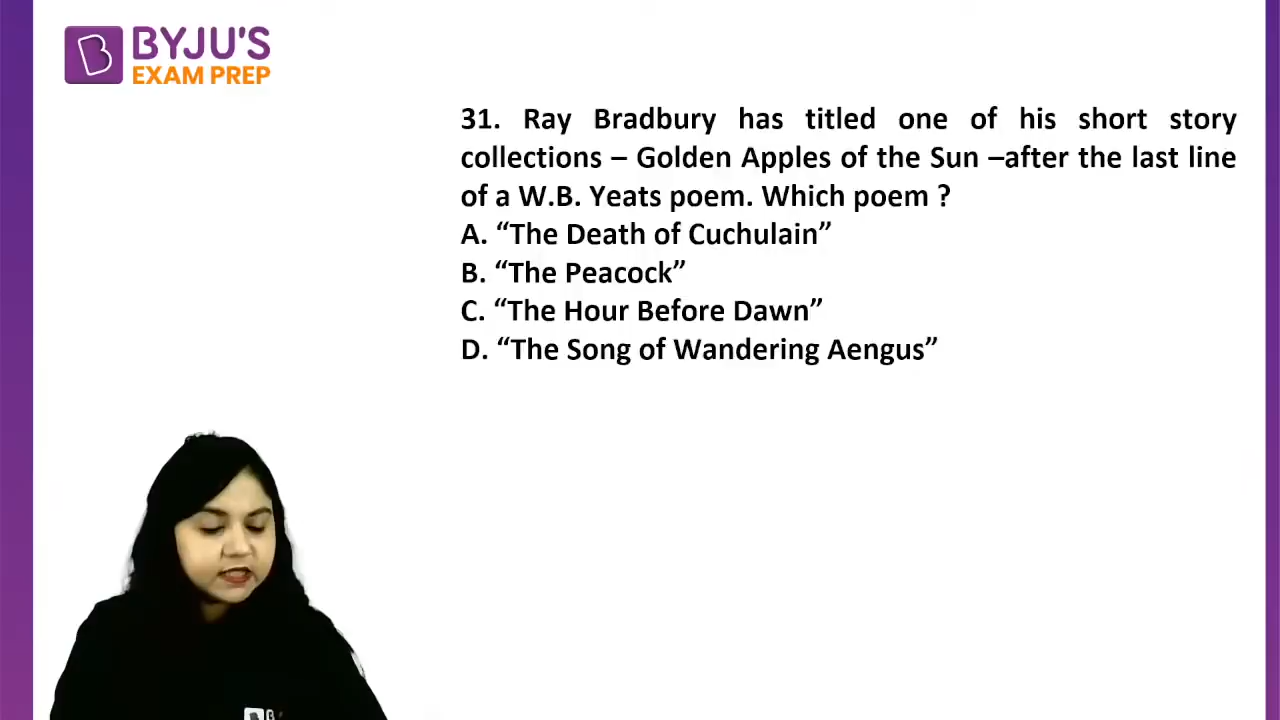 BYJU'S
EXAM PREP
31. Ray Bradbury has titled one of his short story
collections – Golden Apples of the Sun –after the last line
of a W.B. Yeats poem. Which poem ?
A. “The Death of Cuchulain”
B. “The Peacock”
C. “The Hour Before Dawn”
D. “The Song of Wandering Aengus”